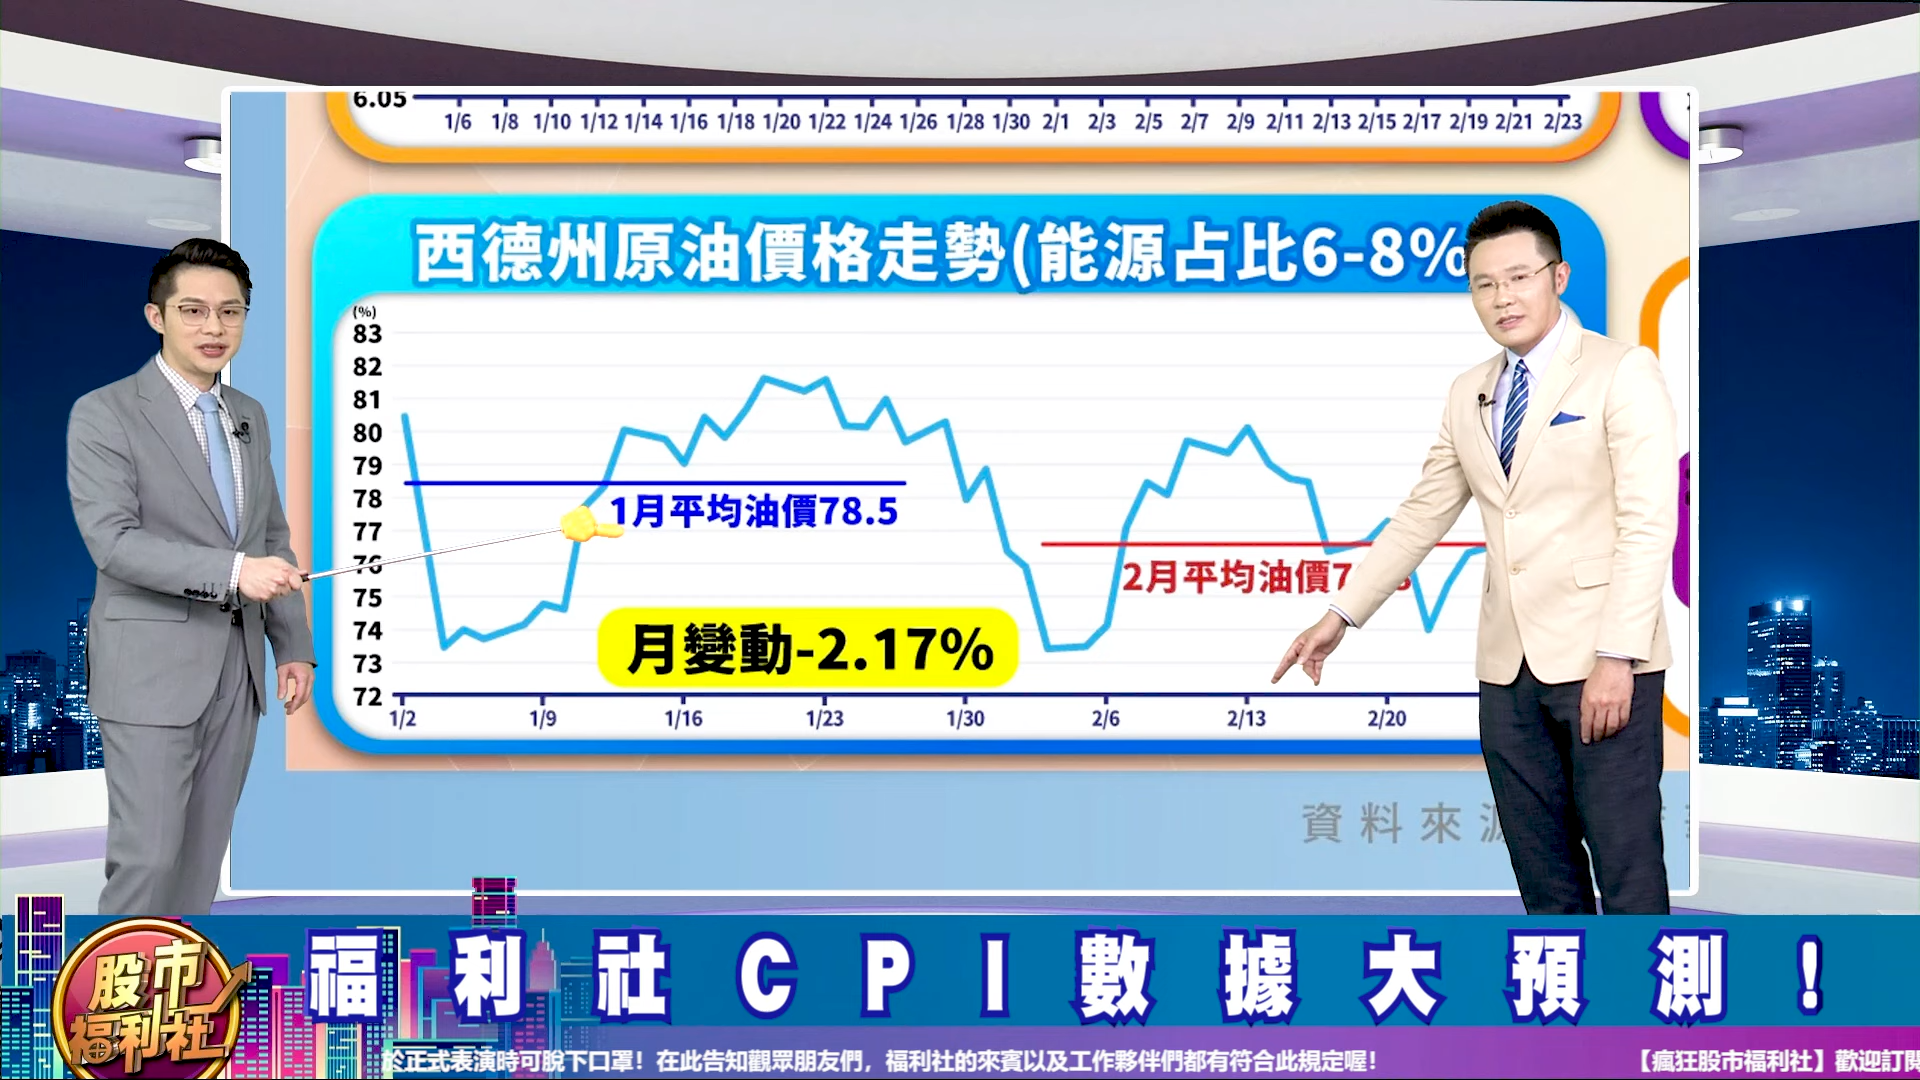 6.05
1/6 1/8 1/10 1/12 1/14 1/16 1/18 1/20 1/22 1/24 1/26 1/28 1/30 2/1 2/3 2/5 2/7 2/9 2/11 2/13 2/15 2/17 2/19 2/21 2/23
西德州原油價格走勢(能源占比6-8%
(%)
83
82
81
80
79
78
77
76
75
74
73
72
1月平均油價78.5
2月平均油價7
月變動-2.17%
1/2 1/9 1/16 1/23 1/30 2/6 2/13 2/20
資料來源
股市
福利社
福利社CPI數據大預測!
於正式表演時可脫下口罩！在此告知觀眾朋友們，福利社的來賓以及工作夥伴們都有符合此規定喔！
【瘋狂股市福利社】歡迎訂閱